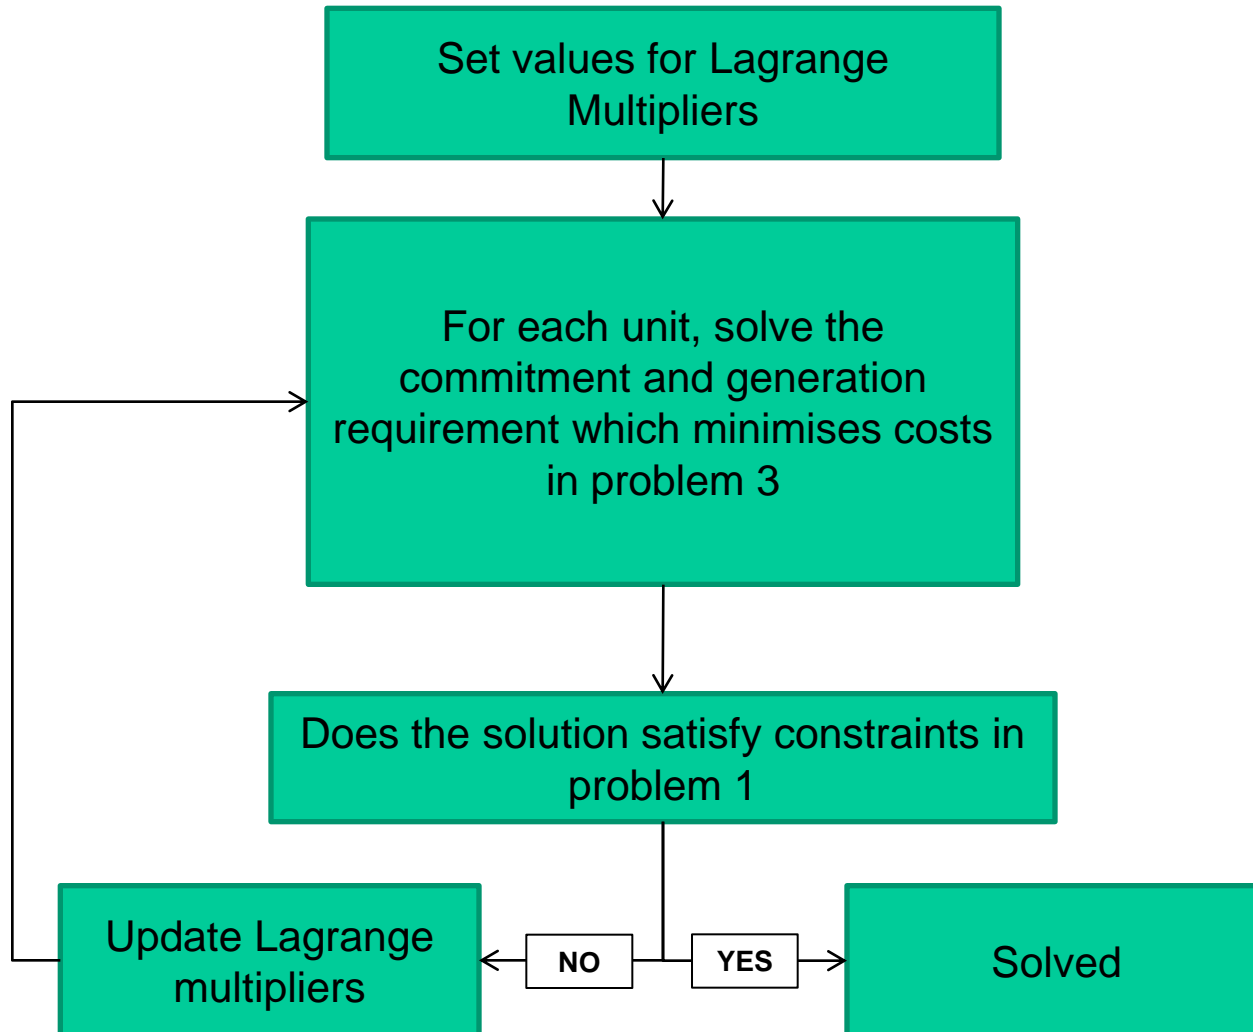 Set values for Lagrange
Multipliers
For each unit, solve the
commitment and generation
requirement which minimises costs
in problem 3
Does the solution satisfy constraints in
problem 1
Update Lagrange
multipliers
NO
YES
Solved